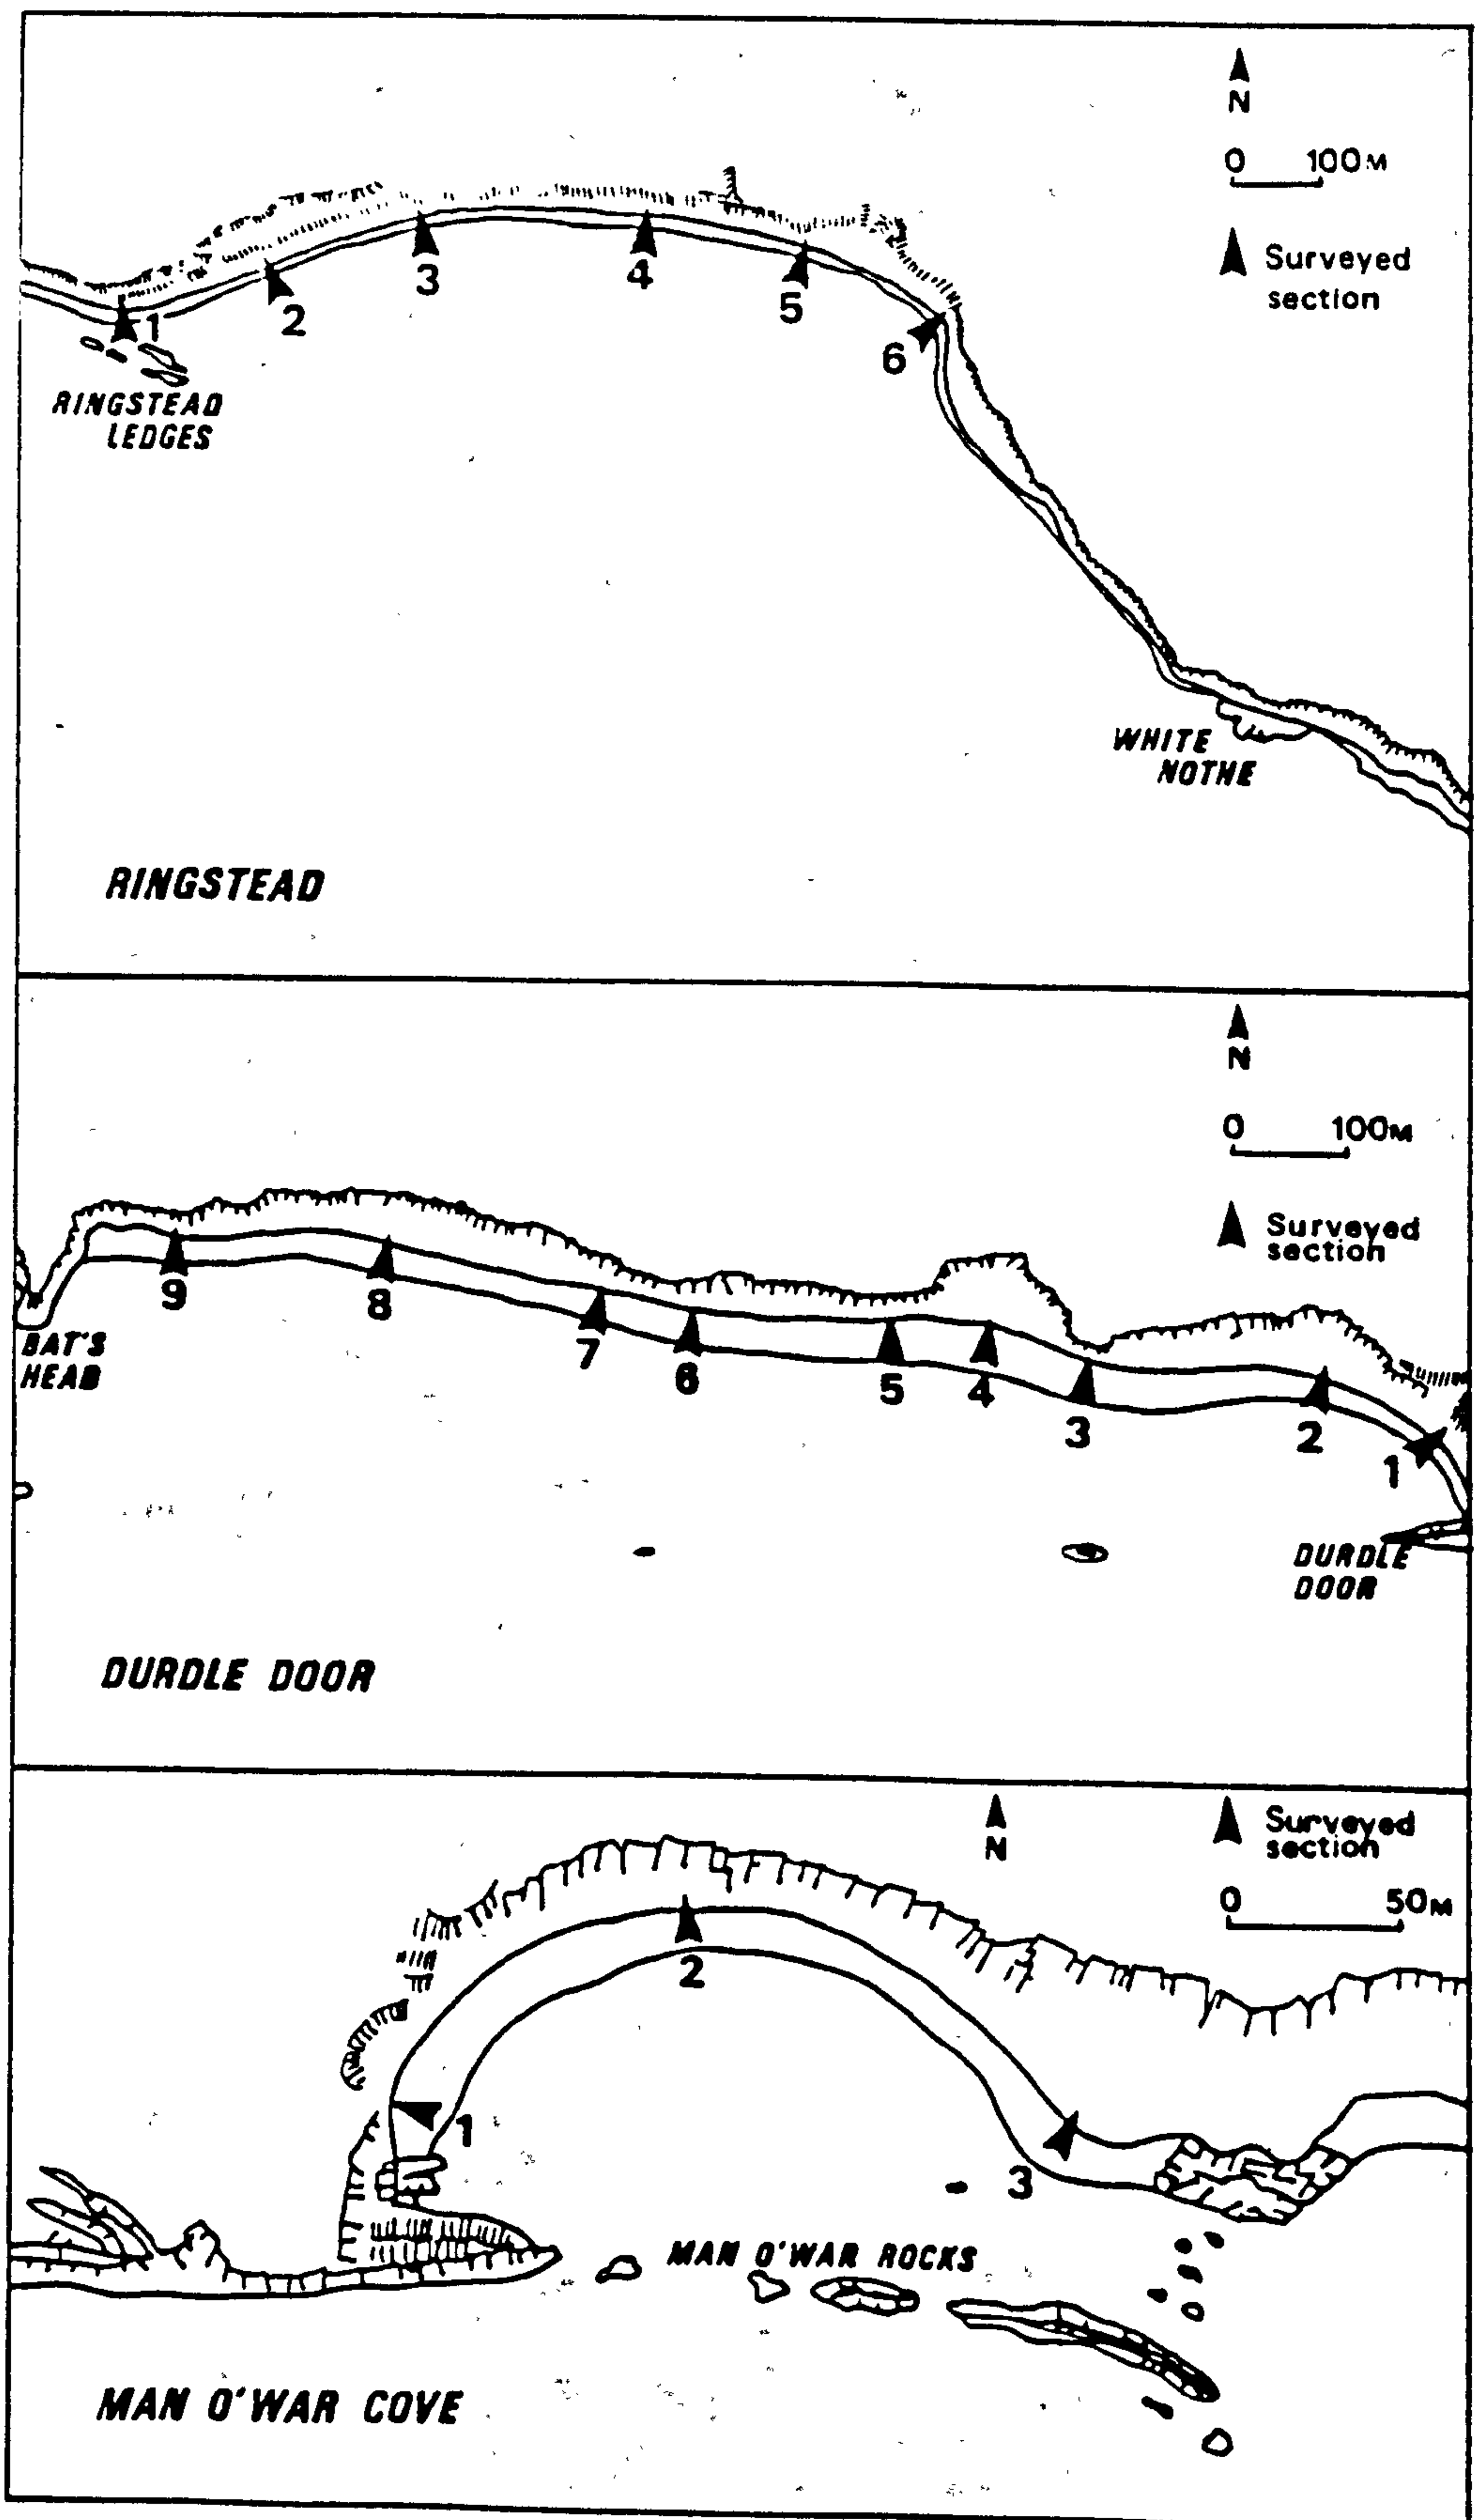 N
0 100M
Surveyed
section
1
2
3
4
5
6
RINGSTEAD
LEDGES
WHITE
NOTHE
RINGSTEAD
N
0 100M
Surveyed
section
9
8
7
6
5
4
3
2
1
BAT'S
HEAD
DURDLE
DOOR
DURDLE DOOR
N
Surveyed
section
0 50M
2
1
3
MAN O'WAR ROCKS
MAN O'WAR COVE